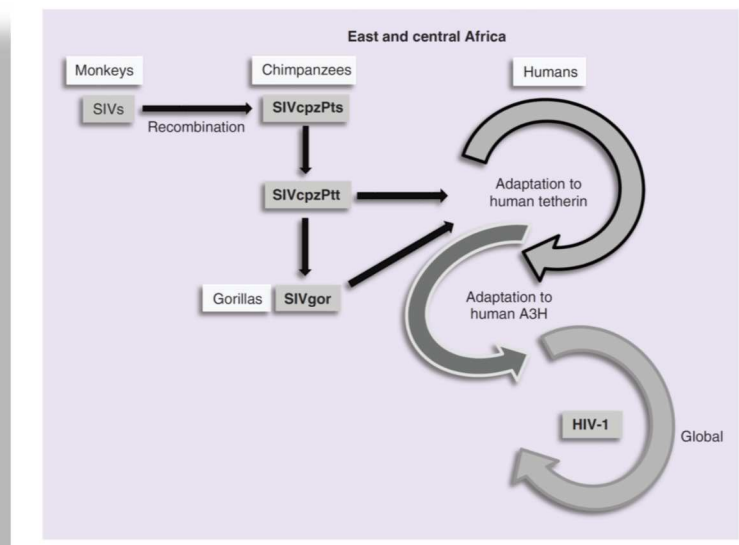 East and central Africa
Monkeys
Chimpanzees
Humans
SIVs
Recombination
SIVcpzPts
SIVcpzPtt
Adaptation to
human tetherin
Gorillas
SIVgor
Adaptation to
human A3H
HIV-1
Global